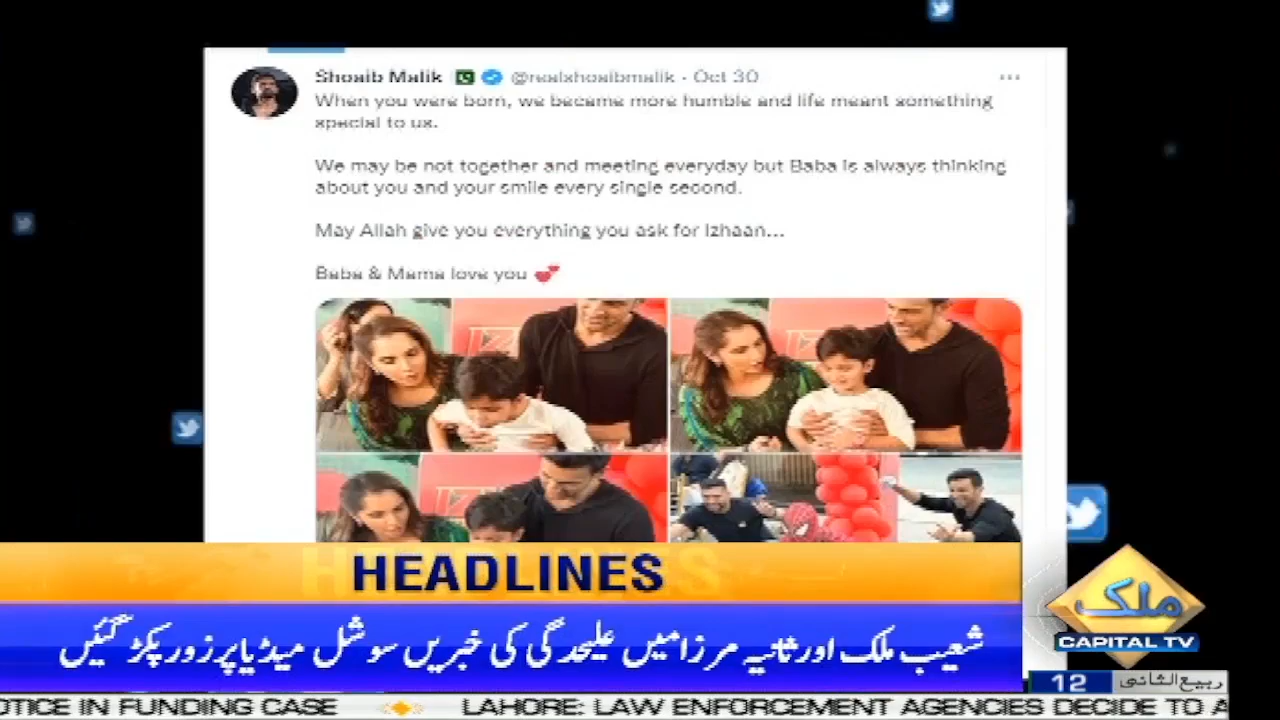 Shoaib Malik @realshoaibmalik · Oct 30
When you were born, we became more humble and life meant something
special to us.
We may be not together and meeting everyday but Baba is always thinking
about you and your smile every single second.
May Allah give you everything you ask for Izhaan...
Baba & Mama love you 💕
HEADLINES
شعیب ملک اور ثانیہ مرزا میں علیحدگی کی خبریں سوشل میڈیا پر زور پکڑ گئیں
ملک
CAPITAL TV
12 ربیع الثانی
OTICE IN FUNDING CASE LAHORE: LAW ENFORCEMENT AGENCIES DECIDE TO A